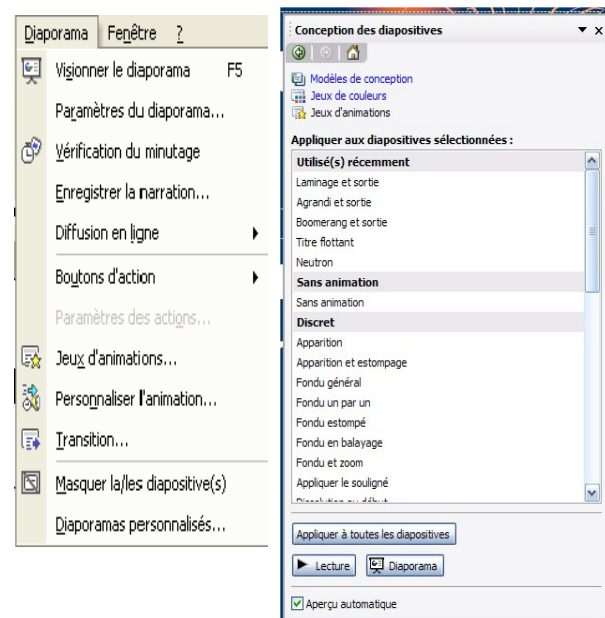 Diaporama Fenêtre ?
Visionner le diaporama F5
Paramètres du diaporama...
Vérification du minutage
Enregistrer la narration...
Diffusion en ligne
Boutons d'action
Paramètres des actions...
Jeux d'animations...
Personnaliser l'animation...
Transition...
Masquer la/les diapositive(s)
Diaporamas personnalisés...
Conception des diapositives
Modèles de conception
Jeux de couleurs
Jeux d'animations
Appliquer aux diapositives sélectionnées :
Utilisé(s) récemment
Laminage et sortie
Agrandi et sortie
Boomerang et sortie
Titre flottant
Neutron
Sans animation
Sans animation
Discret
Apparition
Apparition et estompage
Fondu général
Fondu un par un
Fondu estompé
Fondu en balayage
Fondu et zoom
Appliquer le souligné
Dissolution au début
Appliquer à toutes les diapositives
Lecture
Diaporama
Aperçu automatique